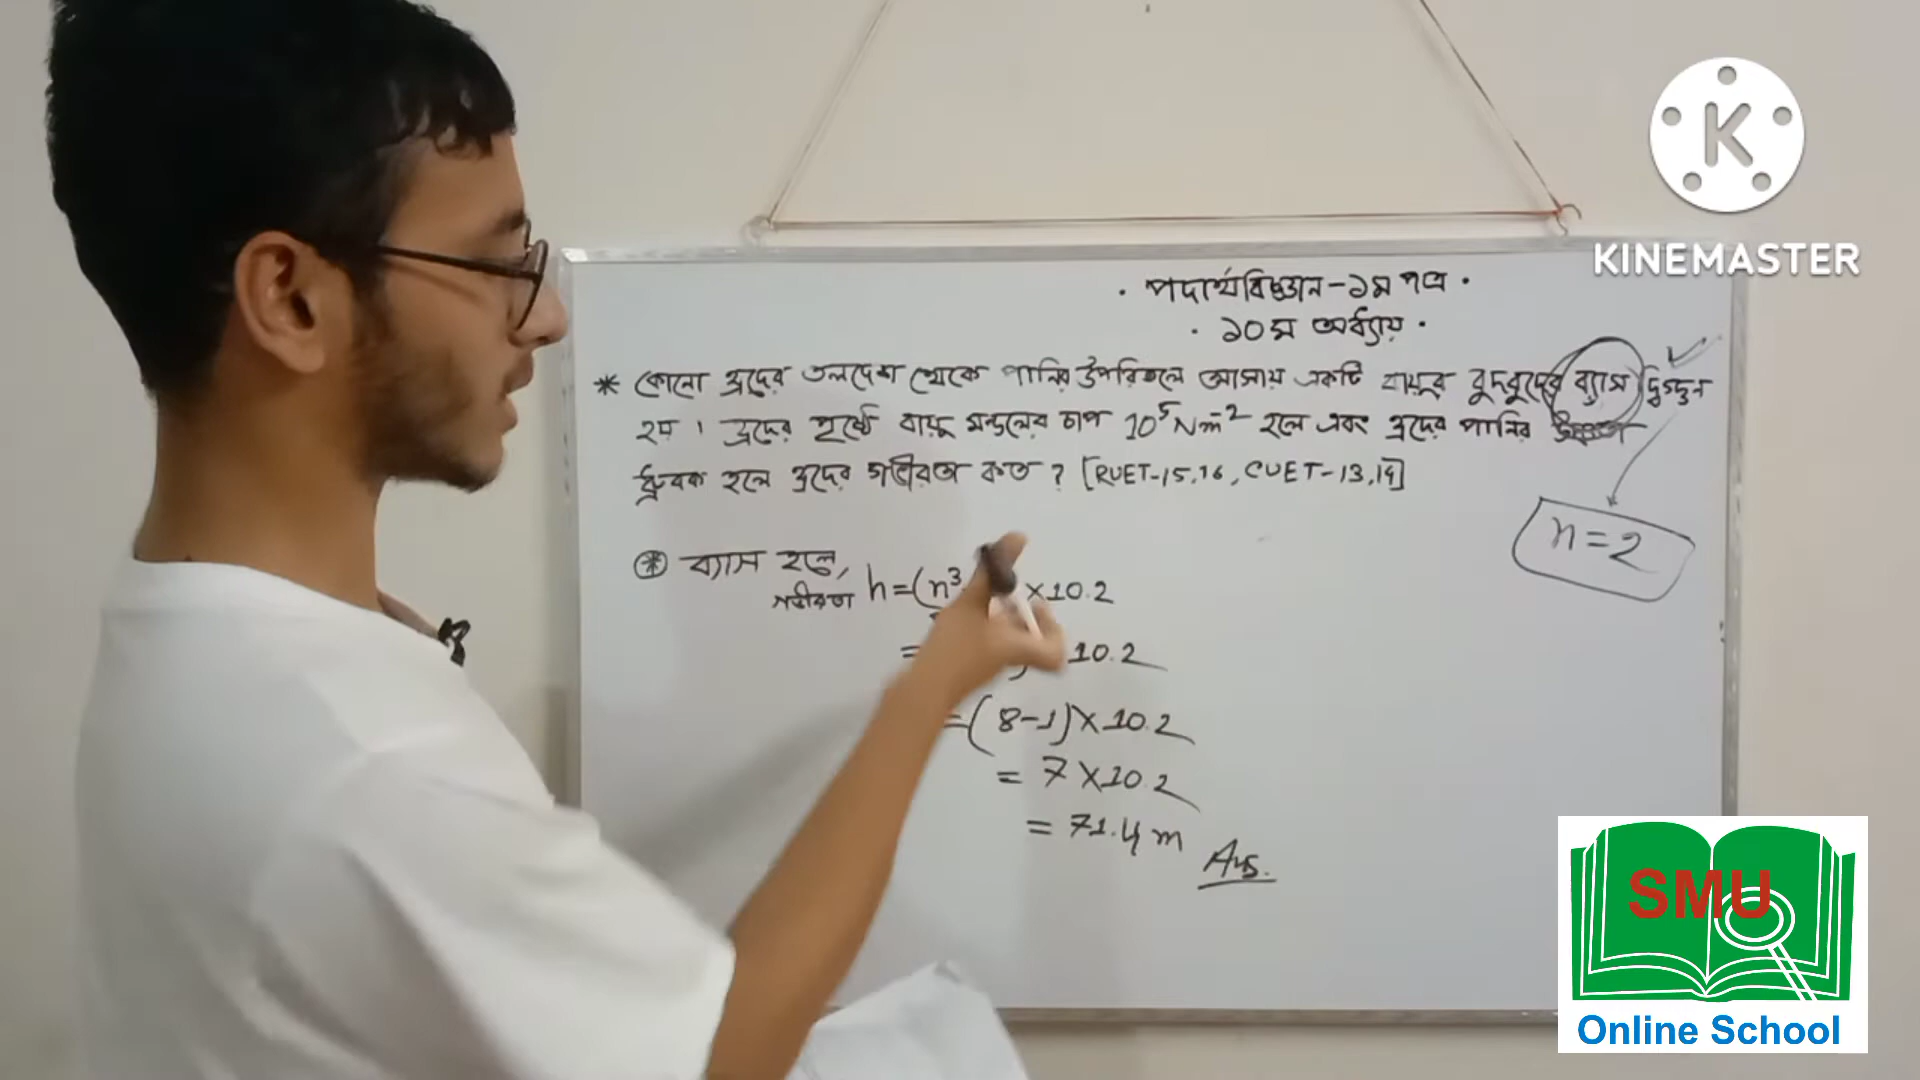 KINEMASTER
· পদার্থবিজ্ঞান-১ম পত্র ·
· ১০ম অধ্যায় ·
* কোনো হ্রদের তলদেশ থেকে পানির উপরিতলে আসায় একটি বায়ুর বুদবুদের ব্যাস দ্বিগুন
হয়। হ্রদের পৃষ্ঠে বায়ু মন্ডলের চাপ 10⁵Nm⁻² হলে এবং হ্রদের পানির উষ্ণতা
ধ্রুবক হলে হ্রদের গভীরতা কত ? [RUET-15,16, CUET-13,14]
n=2
* ব্যাস হলে,
গভীরতা h=(n³ ×10.2
= 10.2
=(8-1)×10.2
= 7×10.2
= 71.4 m Ans.
SMU
Online School